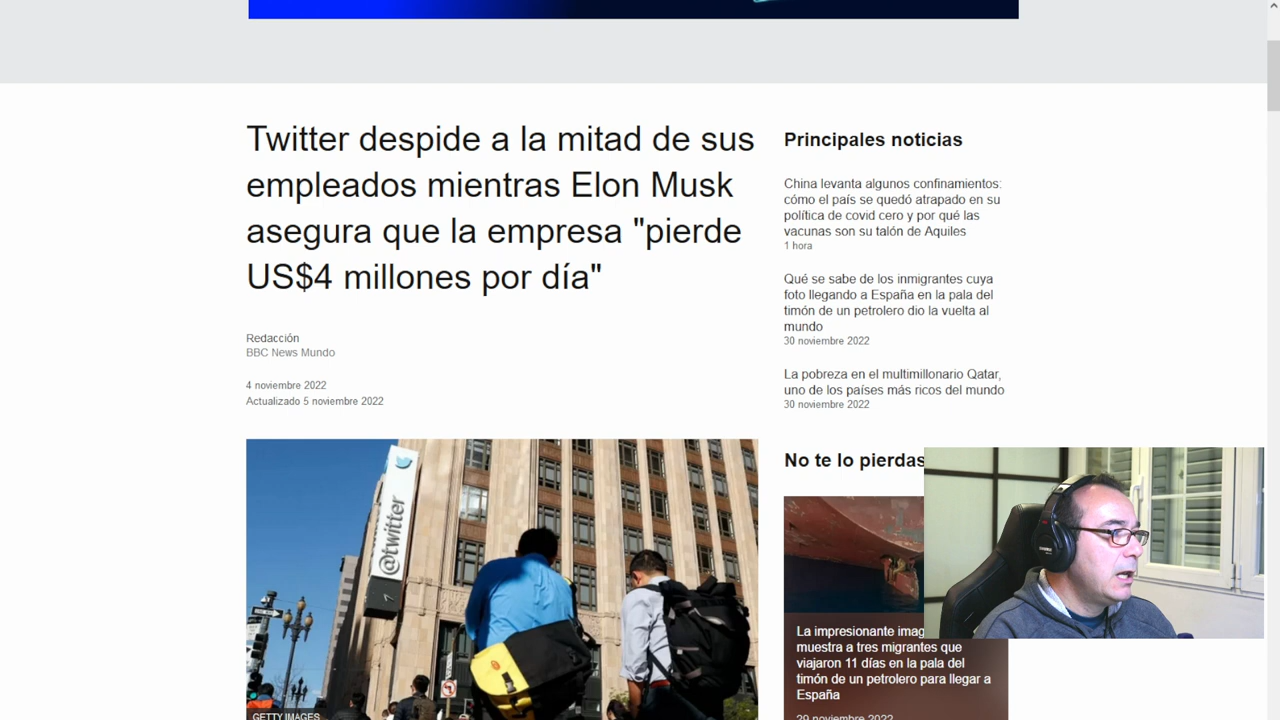 Twitter despide a la mitad de sus
empleados mientras Elon Musk
asegura que la empresa "pierde
US$4 millones por día"
Redacción
BBC News Mundo
4 noviembre 2022
Actualizado 5 noviembre 2022
@twitter
GETTY IMAGES
Principales noticias
China levanta algunos confinamientos:
cómo el país se quedó atrapado en su
política de covid cero y por qué las
vacunas son su talón de Aquiles
1 hora
Qué se sabe de los inmigrantes cuya
foto llegando a España en la pala del
timón de un petrolero dio la vuelta al
mundo
30 noviembre 2022
La pobreza en el multimillonario Qatar,
uno de los países más ricos del mundo
30 noviembre 2022
No te lo pierdas
La impresionante imag
muestra a tres migrantes que
viajaron 11 días en la pala del
timón de un petrolero para llegar a
España
29 noviembre 2022